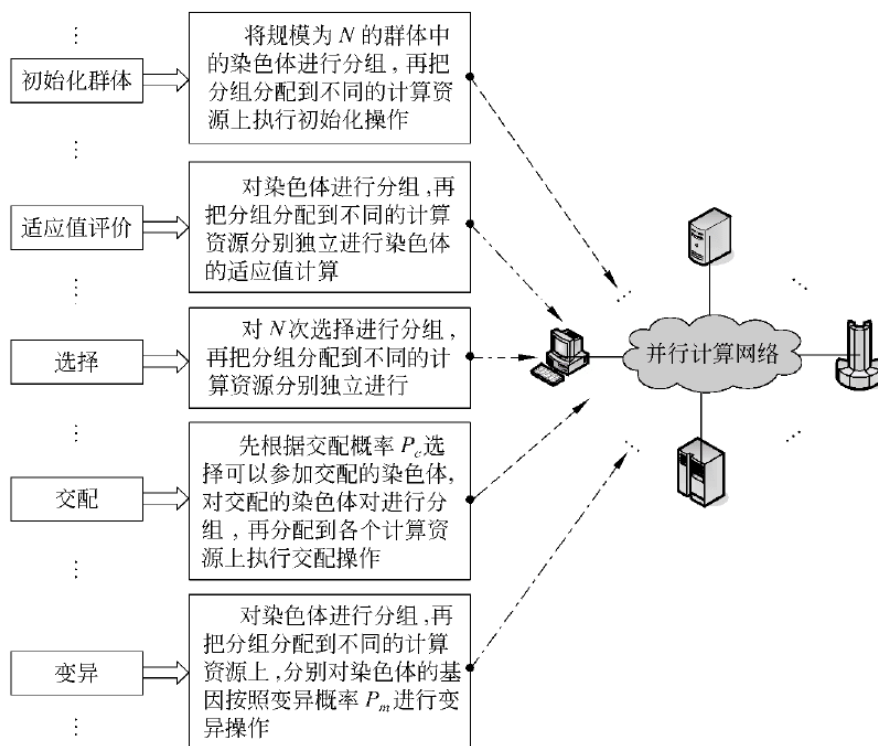 初始化群体
将规模为 N 的群体中
的染色体进行分组，再把
分组分配到不同的计算资
源上执行初始化操作
适应值评价
对染色体进行分组，再
把分组分配到不同的计算
资源分别独立进行染色体
的适应值计算
选择
对 N次选择进行分组，
再把分组分配到不同的计
算资源分别独立进行
交配
先根据交配概率 Pc选
择可以参加交配的染色体，
对交配的染色体对进行分
组，再分配到各个计算资
源上执行交配操作
变异
对染色体进行分组，再
把分组分配到不同的计算
资源上，分别对染色体的基
因按照变异概率 Pm进行变
异操作
并行计算网络